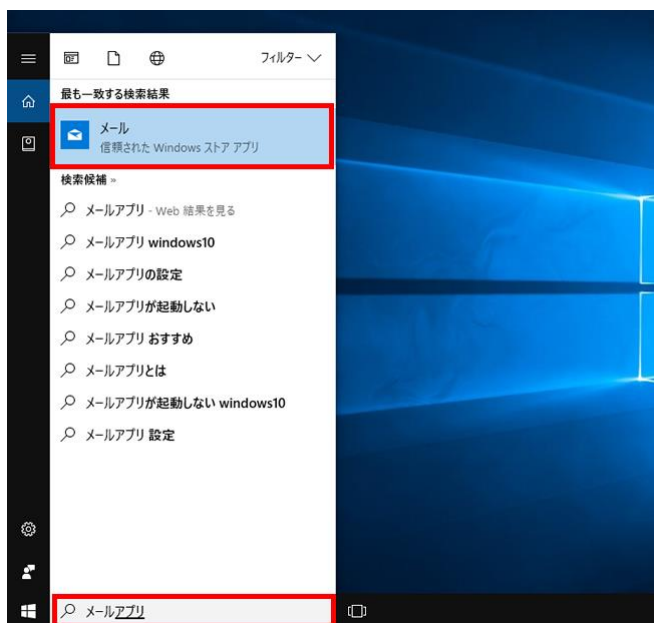 フィルター
最も一致する検索結果
メール
信頼された Windows ストア アプリ
検索候補 »
メールアプリ - Web 結果を見る
メールアプリ windows10
メールアプリの設定
メールアプリが起動しない
メールアプリ おすすめ
メールアプリとは
メールアプリが起動しない windows10
メールアプリ 設定
メールアプリ